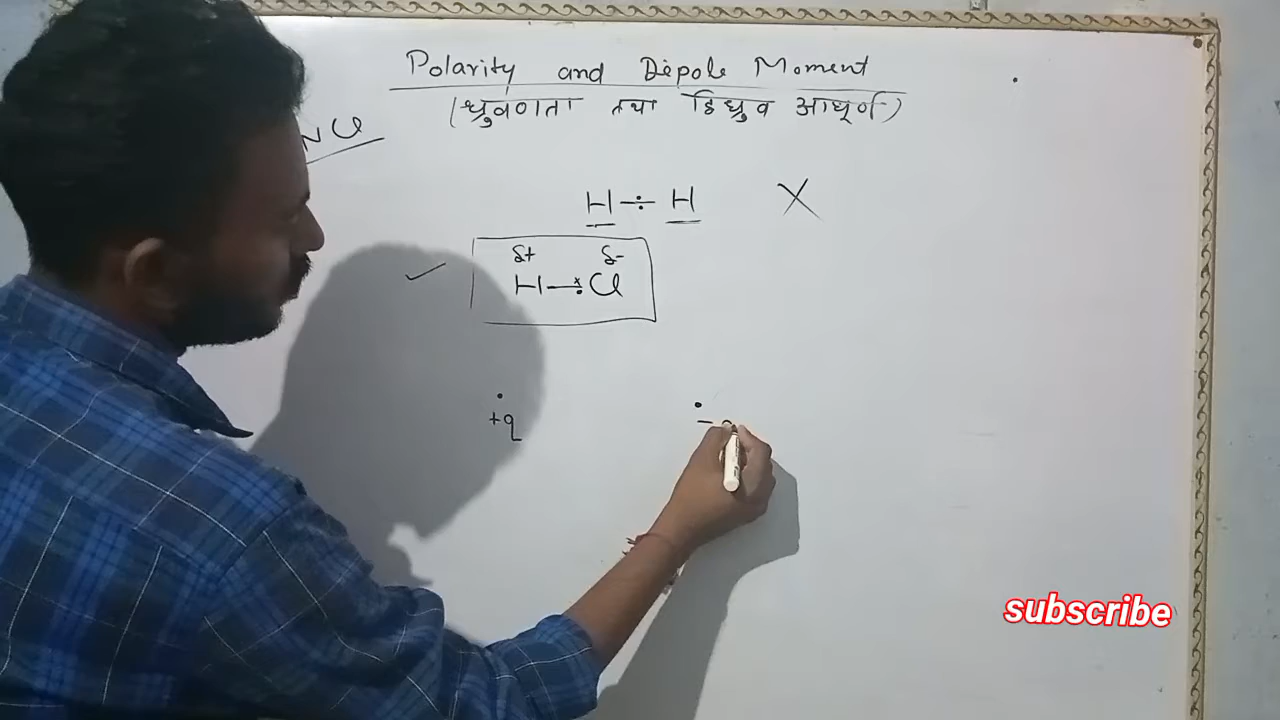 Polarity and Dipole Moment
(ध्रुवणता तथा द्विध्रुव आघूर्ण)
H ÷ H X
δ+ δ-
H Cl
+q -
subscribe